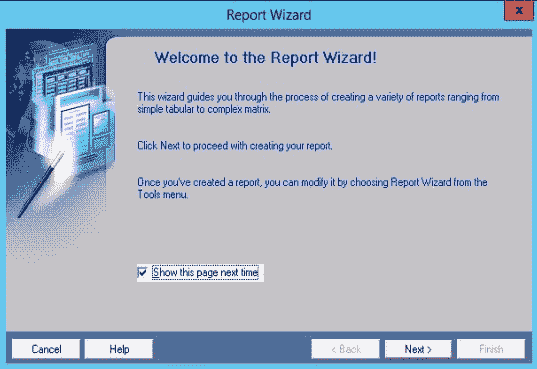 Report Wizard
x
Welcome to the Report Wizard!
This wizard guides you through the process of creating a variety of reports ranging from
simple tabular to complex matrix.
Click Next to proceed with creating your report.
Once you've created a report, you can modify it by choosing Report Wizard from the
Tools menu.
Show this page next time
Cancel
Help
< Back
Next >
Finish